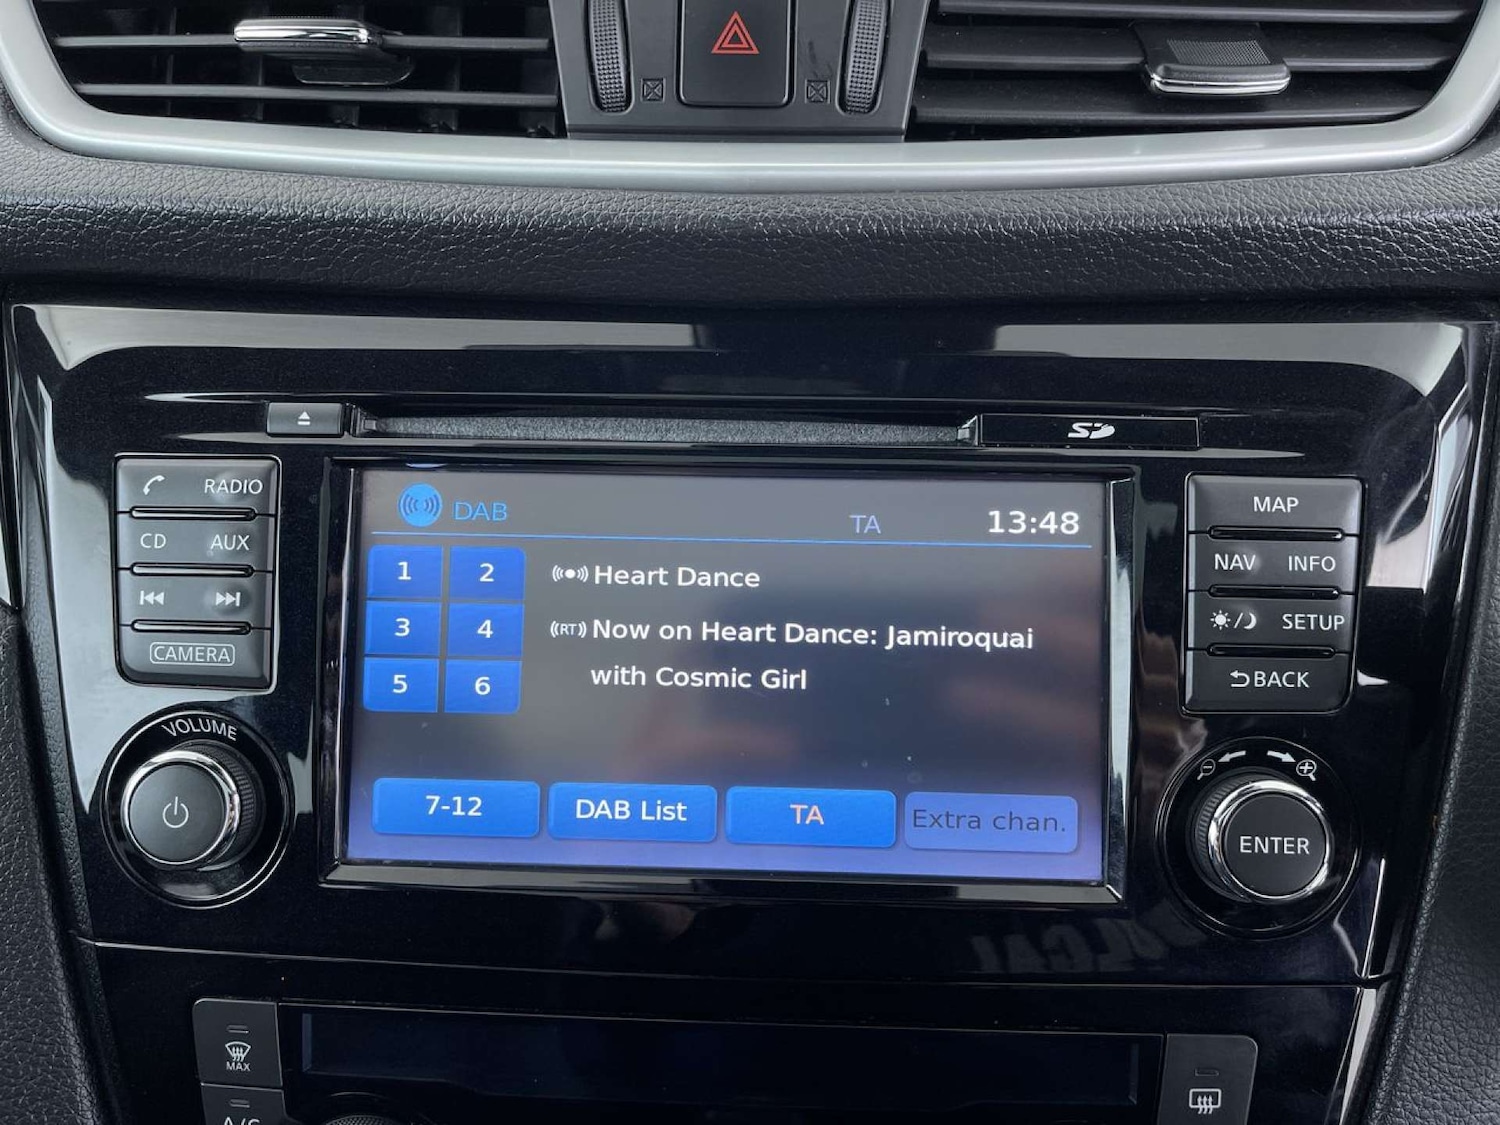 SD
RADIO
CD AUX
CAMERA
VOLUME
DAB
TA
13:48
1 2
3 4
5 6
Heart Dance
(RT) Now on Heart Dance: Jamiroquai
with Cosmic Girl
7-12
DAB List
TA
Extra chan.
MAP
NAV INFO
SETUP
BACK
ENTER
MAX